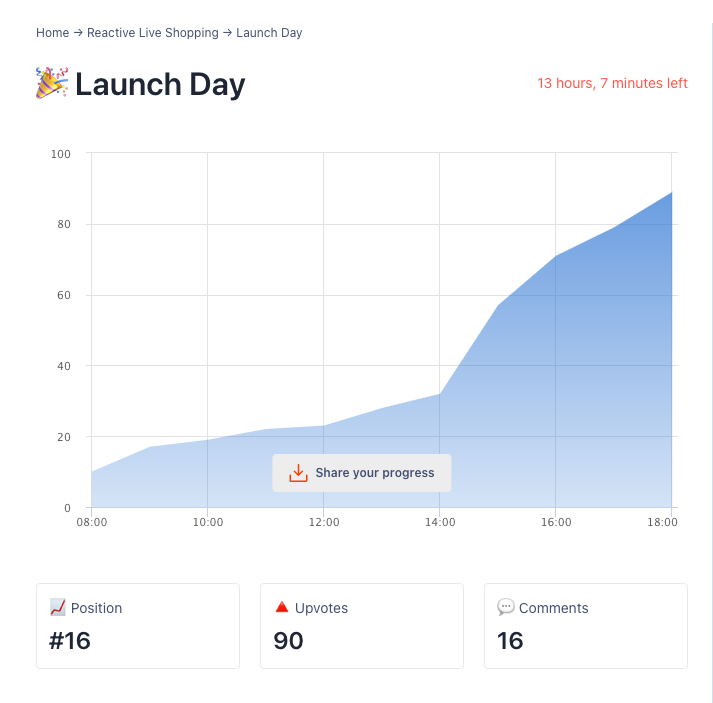 Home → Reactive Live Shopping → Launch Day
🎉 Launch Day
13 hours, 7 minutes left
100
80
60
40
20
0
Share your progress
08:00 10:00 12:00 14:00 16:00 18:00
📈 Position
#16
🔺 Upvotes
90
💬 Comments
16